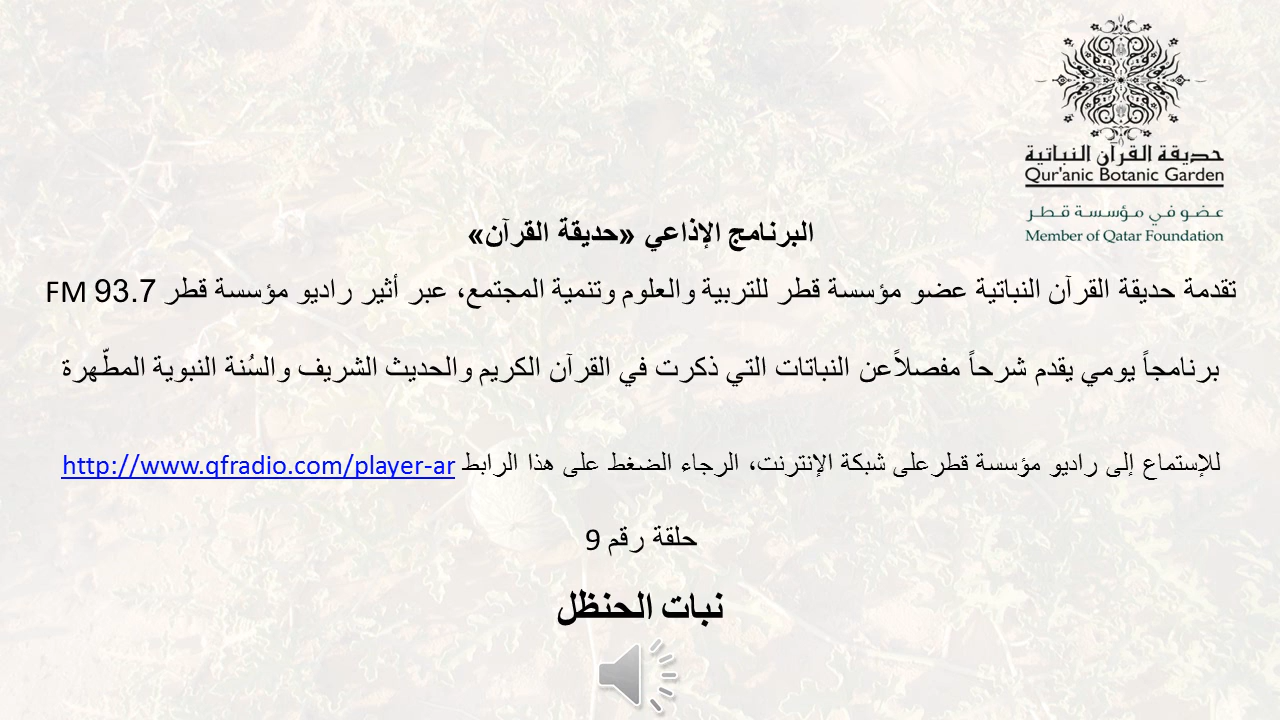 حديقة القرآن النباتية
Qur'anic Botanic Garden
عضو في مؤسسة قطر
Member of Qatar Foundation
البرنامج الإذاعي «حديقة القرآن»
تقدمة حديقة القرآن النباتية عضو مؤسسة قطر للتربية والعلوم وتنمية المجتمع، عبر أثير راديو مؤسسة قطر FM 93.7
برنامجاً يومي يقدم شرحاً مفصلاًعن النباتات التي ذكرت في القرآن الكريم والحديث الشريف والسُنة النبوية المطّهرة
للإستماع إلى راديو مؤسسة قطرعلى شبكة الإنترنت، الرجاء الضغط على هذا الرابط http://www.qfradio.com/player-ar
حلقة رقم 9
نبات الحنظل